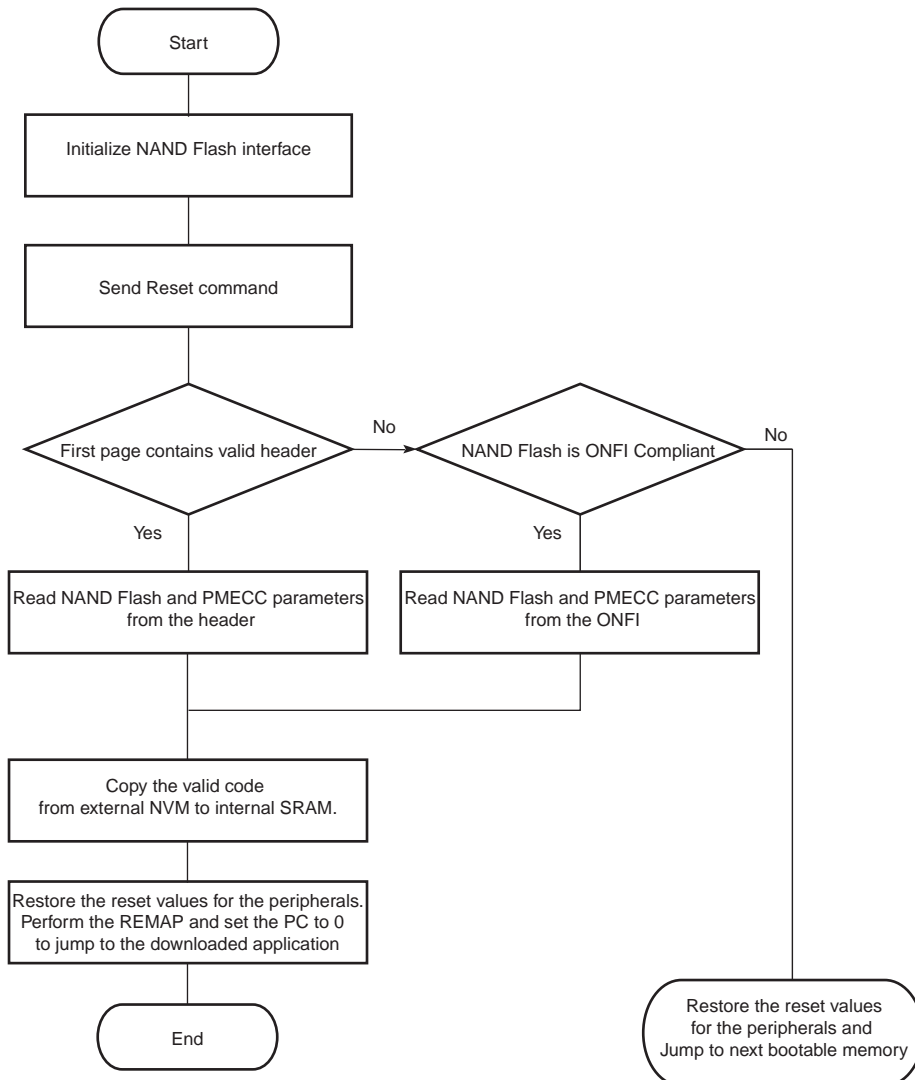 Start
Initialize NAND Flash interface
Send Reset command
First page contains valid header
No
NAND Flash is ONFI Compliant
No
Yes
Yes
Read NAND Flash and PMECC parameters
from the header
Read NAND Flash and PMECC parameters
from the ONFI
Copy the valid code
from external NVM to internal SRAM.
Restore the reset values for the peripherals.
Perform the REMAP and set the PC to 0
to jump to the downloaded application
End
Restore the reset values
for the peripherals and
Jump to next bootable memory